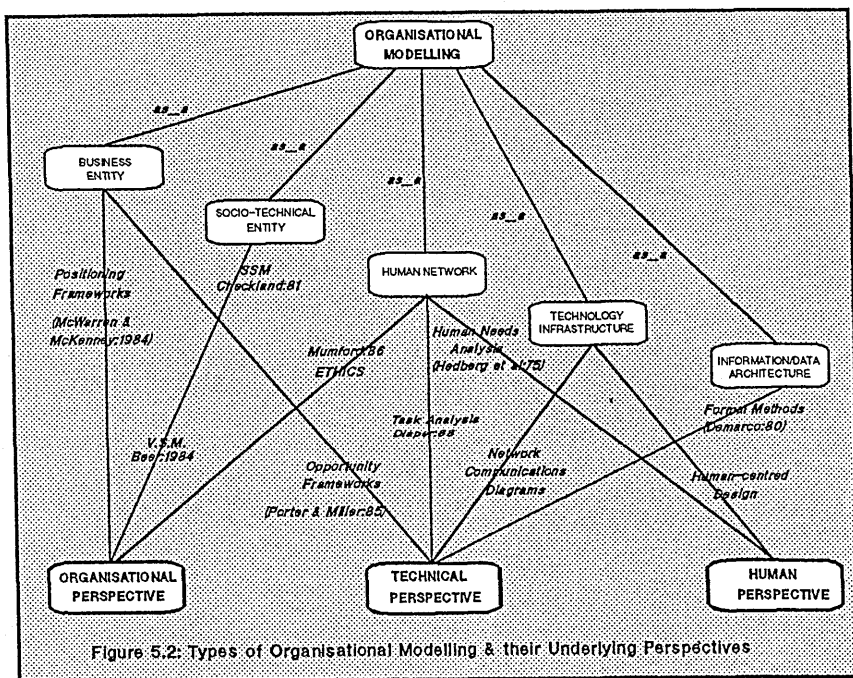 ORGANISATIONAL
MODELLING
as_a
as_a
as_a
as_a
as_a
BUSINESS
ENTITY
SOCIO-TECHNICAL
ENTITY
HUMAN NETWORK
TECHNOLOGY
INFRASTRUCTURE
INFORMATION/DATA
ARCHITECTURE
Positioning
Frameworks
(McWarren &
McKenney:1984)
SSM
Checkland:81
Mumford:86
ETHICS
Human Needs
Analysis
(Hedberg et al:75)
Formal Methods
(Demarco:80)
V.S.M.
Beer:1984
Task Analysis
Diaper:88
Opportunity
Frameworks
(Porter & Miller:85)
Network
Communications
Diagrams
Human-centred
Design
ORGANISATIONAL
PERSPECTIVE
TECHNICAL
PERSPECTIVE
HUMAN
PERSPECTIVE
Figure 5.2: Types of Organisational Modelling & their Underlying Perspectives